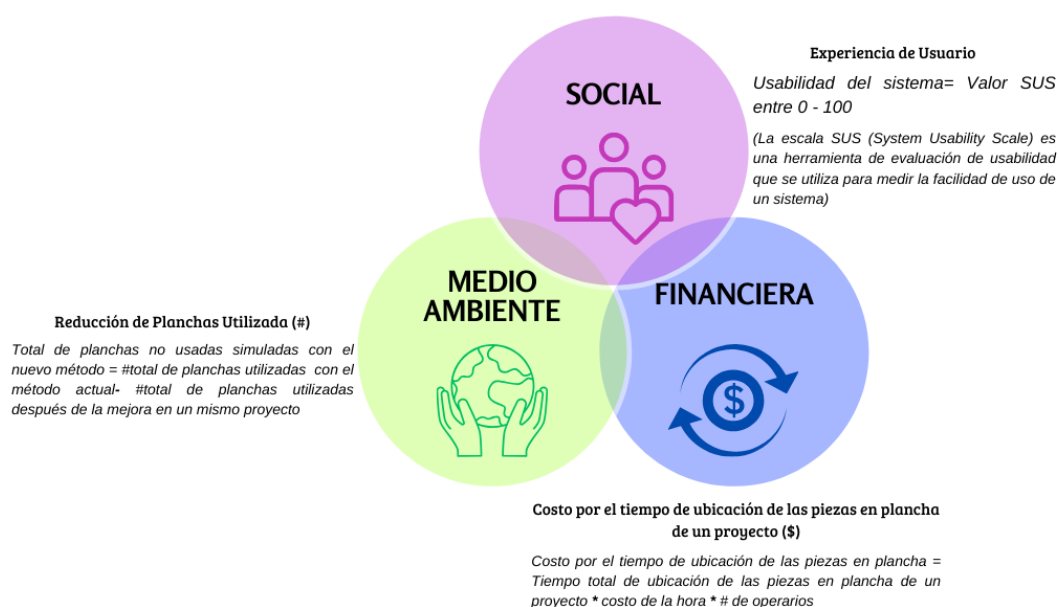 SOCIAL
Experiencia de Usuario
Usabilidad del sistema= Valor SUS
entre 0 - 100
(La escala SUS (System Usability Scale) es
una herramienta de evaluación de usabilidad
que se utiliza para medir la facilidad de uso de
un sistema)
MEDIO
AMBIENTE
FINANCIERA
Reducción de Planchas Utilizada (#)
Total de planchas no usadas simuladas con el
nuevo método = #total de planchas utilizadas con el
método actual- #total de planchas utilizadas
después de la mejora en un mismo proyecto
$
Costo por el tiempo de ubicación de las piezas en plancha
de un proyecto ($)
Costo por el tiempo de ubicación de las piezas en plancha =
Tiempo total de ubicación de las piezas en plancha de un
proyecto * costo de la hora * # de operarios